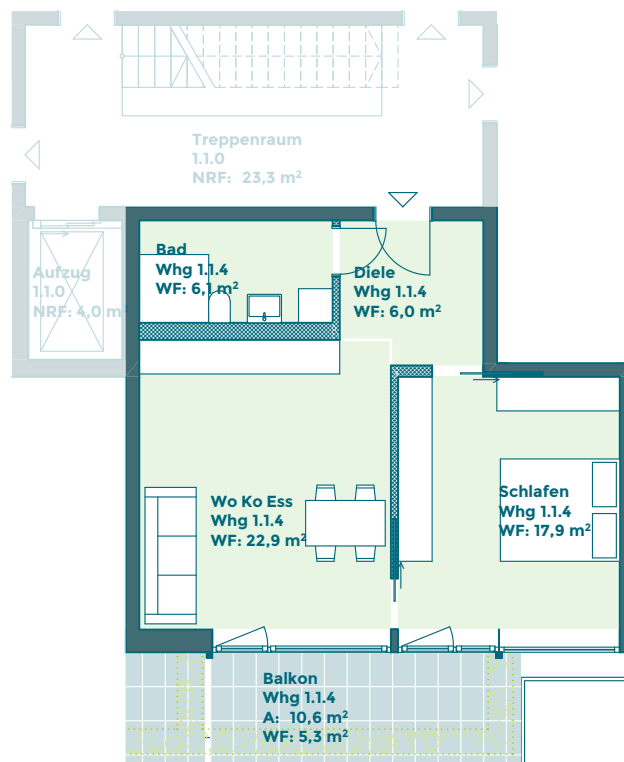 Treppenraum
1.1.0
NRF: 23,3 m²
Bad
Whg 1.1.4
WF: 6,1 m²
Diele
Whg 1.1.4
WF: 6,0 m²
Aufzug
1.1.0
NRF: 4,0 m²
Wo Ko Ess
Whg 1.1.4
WF: 22,9 m²
Schlafen
Whg 1.1.4
WF: 17,9 m²
Balkon
Whg 1.1.4
A: 10,6 m²
WF: 5,3 m²